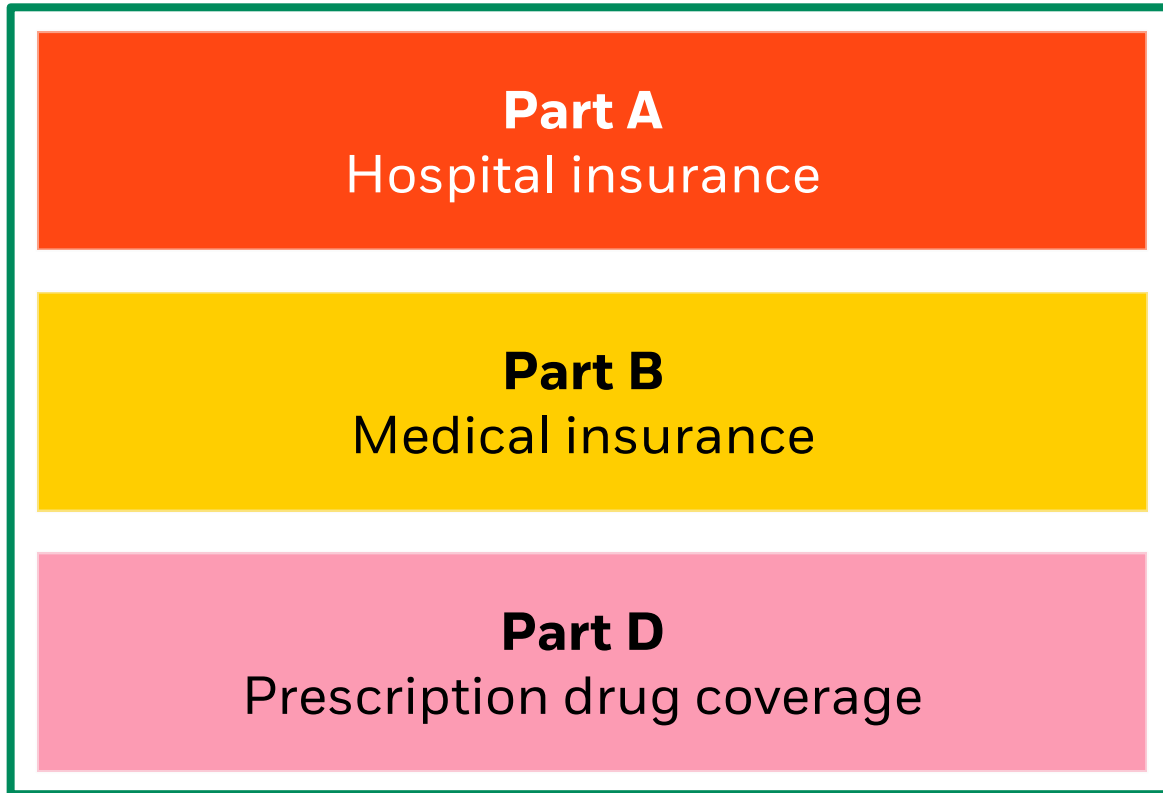 Part A
Hospital insurance
Part B
Medical insurance
Part D
Prescription drug coverage